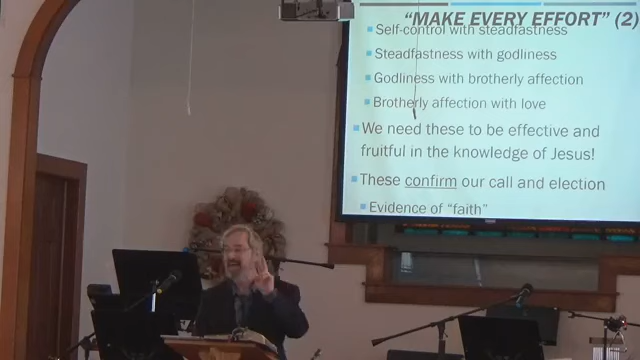 "MAKE EVERY EFFORT" (2)
Self-control with steadfastness
Steadfastness with godliness
Godliness with brotherly affection
Brotherly affection with love
We need these to be effective and
fruitful in the knowledge of Jesus!
These confirm our call and election
Evidence of "faith"